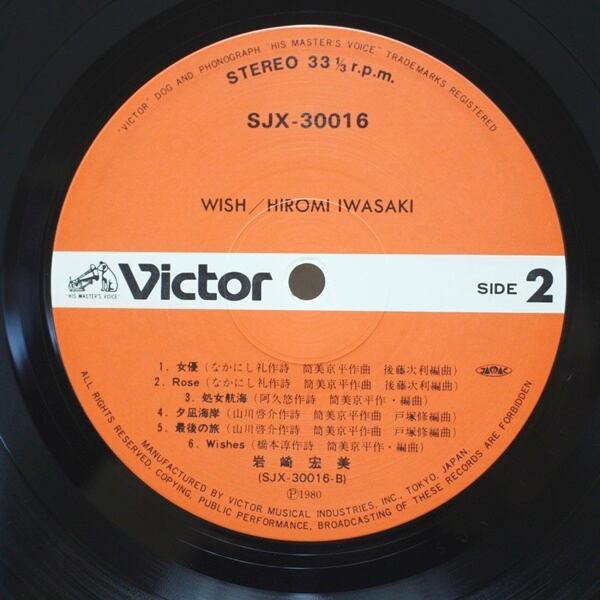 "VICTOR" DOG AND PHONOGRAPH "HIS MASTER'S VOICE" TRADEMARKS REGISTERED
STEREO 33⅓ r.p.m.
SJX-30016
WISH／HIROMI IWASAKI
"HIS MASTER'S VOICE"
Victor
SIDE 2
1. 女優 (なかにし礼作詩 筒美京平作曲 後藤次利編曲)
2. Rose (なかにし礼作詩 筒美京平作曲 後藤次利編曲)
3. 処女航海 (阿久悠作詩 筒美京平作・編曲)
4. 夕凪海岸 (山川啓介作詩 筒美京平作曲 戸塚修編曲)
5. 最後の旅 (山川啓介作詩 筒美京平作曲 戸塚修編曲)
6. Wishes (橋本淳作詩 筒美京平作・編曲)
JASRAC
岩崎宏美
(SJX-30016-B)
Ⓟ1980
MANUFACTURED BY VICTOR MUSICAL INDUSTRIES, INC., TOKYO, JAPAN.
ALL RIGHTS RESERVED. COPYING, PUBLIC PERFORMANCE, BROADCASTING OF THESE RECORDS ARE FORBIDDEN.